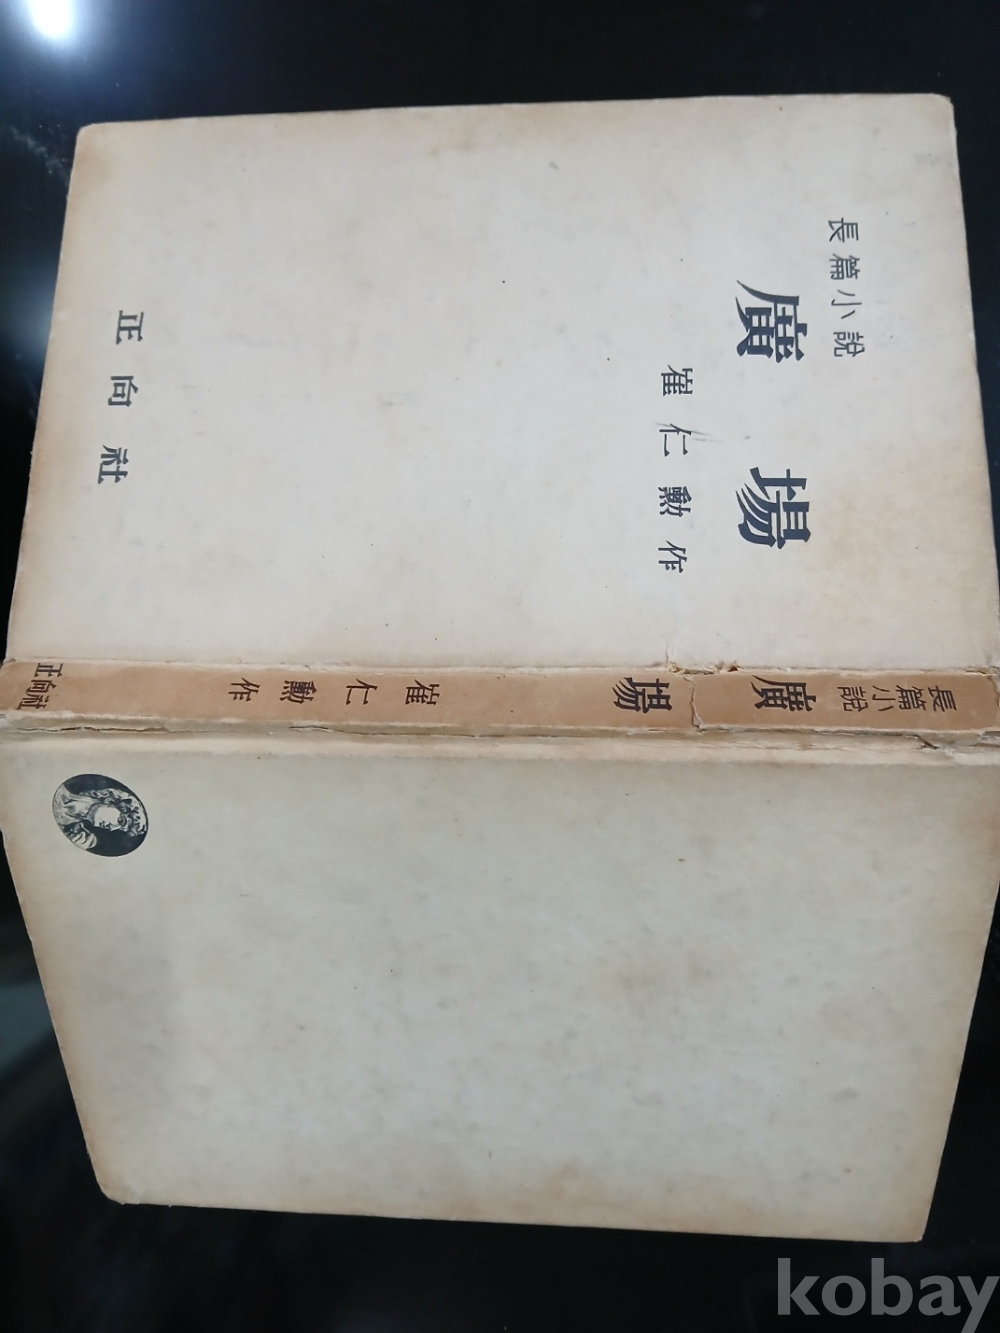 長篇小說
廣場
崔仁勳作
正向社
長篇小說
廣場
崔仁勳作
正向社
kobay